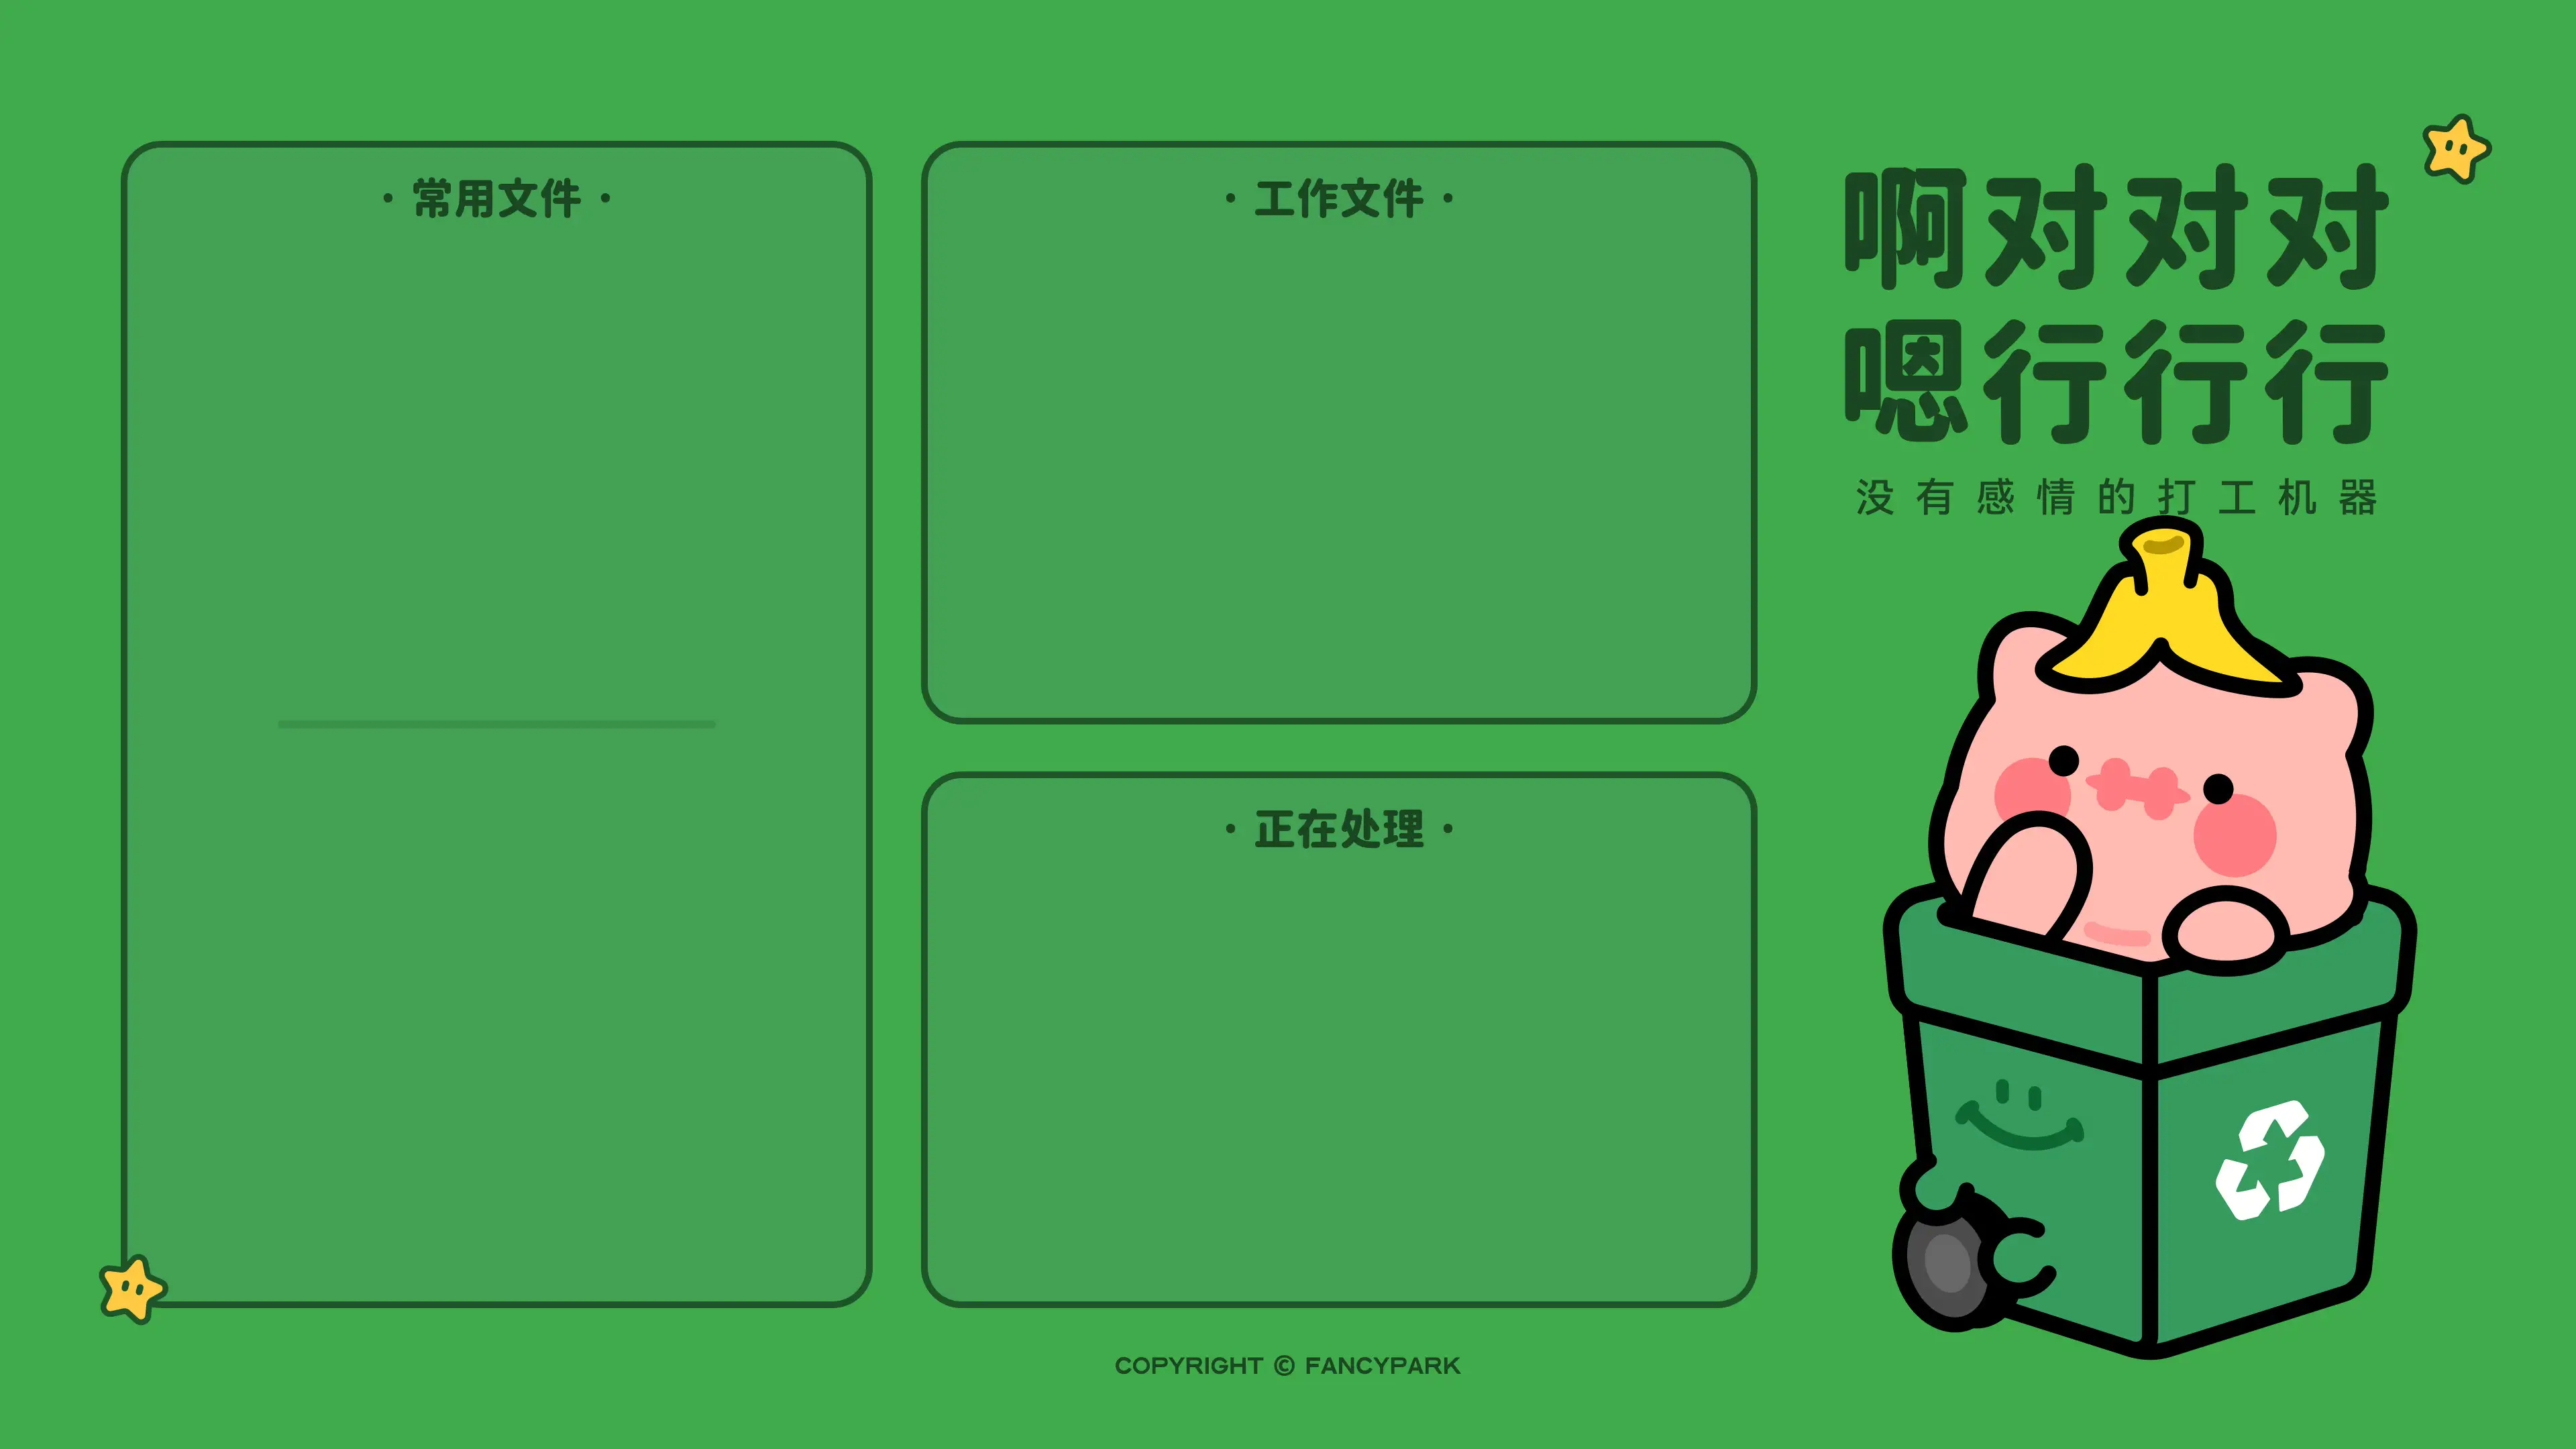 · 常用文件 ·
· 工作文件 ·
· 正在处理 ·
啊对对对
嗯行行行
没有感情的打工机器
COPYRIGHT © FANCYPARK